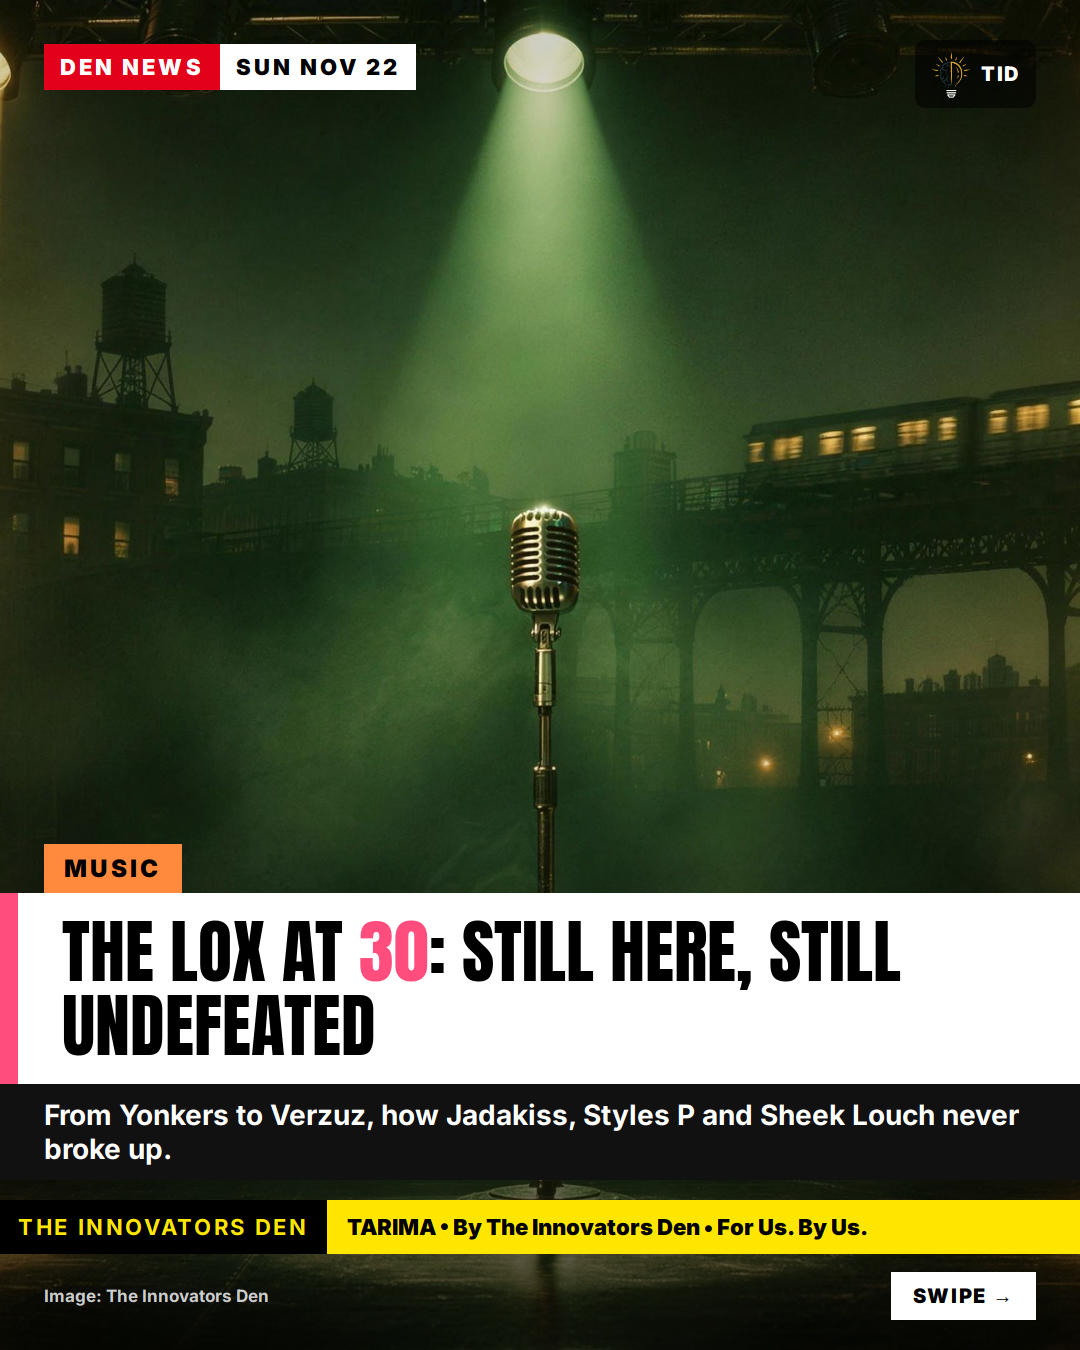 DEN NEWS SUN NOV 22
TID
MUSIC
THE LOX AT 30: STILL HERE, STILL
UNDEFEATED
From Yonkers to Verzuz, how Jadakiss, Styles P and Sheek Louch never
broke up.
THE INNOVATORS DEN TARIMA • By The Innovators Den • For Us. By Us.
Image: The Innovators Den
SWIPE →